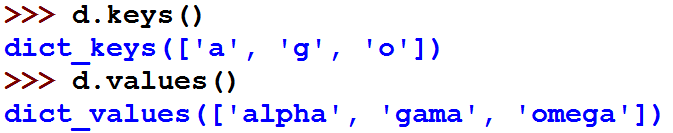 >>> d.keys()
dict_keys(['a', 'g', 'o'])
>>> d.values()
dict_values(['alpha', 'gama', 'omega'])